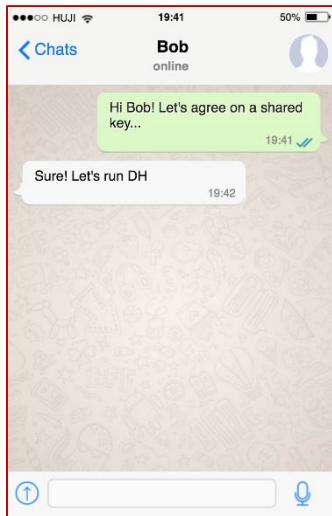 HUJI 19:41 50%
Chats Bob
online
Hi Bob! Let's agree on a shared
key...
19:41
Sure! Let's run DH
19:42